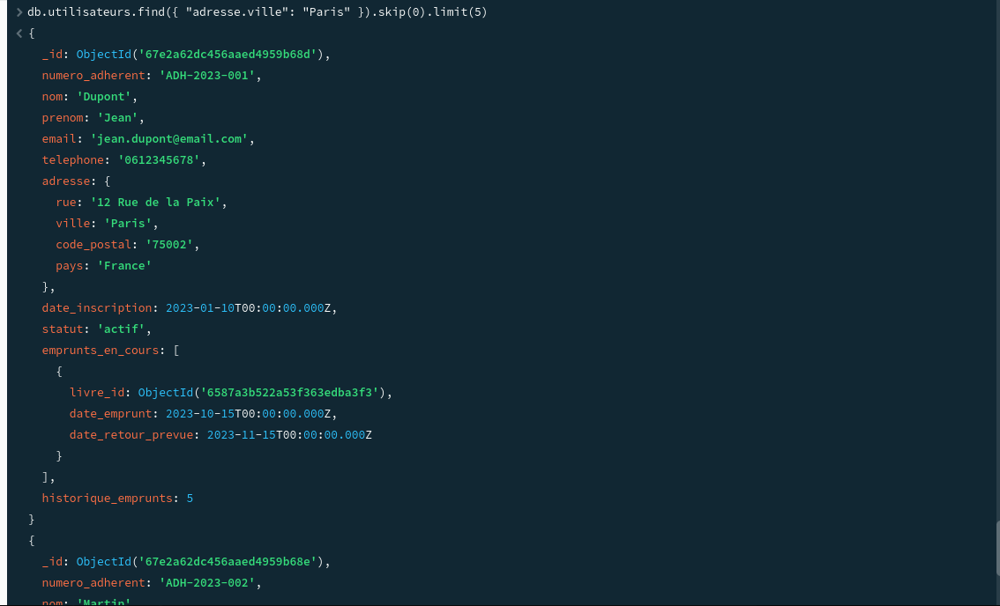 > db.utilisateurs.find({ "adresse.ville": "Paris" }).skip(0).limit(5)
< {
_id: ObjectId('67e2a62dc456aaed4959b68d'),
numero_adherent: 'ADH-2023-001',
nom: 'Dupont',
prenom: 'Jean',
email: 'jean.dupont@email.com',
telephone: '0612345678',
adresse: {
rue: '12 Rue de la Paix',
ville: 'Paris',
code_postal: '75002',
pays: 'France'
},
date_inscription: 2023-01-10T00:00:00.000Z,
statut: 'actif',
emprunts_en_cours: [
{
livre_id: ObjectId('6587a3b522a53f363edba3f3'),
date_emprunt: 2023-10-15T00:00:00.000Z,
date_retour_prevue: 2023-11-15T00:00:00.000Z
}
],
historique_emprunts: 5
}
{
_id: ObjectId('67e2a62dc456aaed4959b68e'),
numero_adherent: 'ADH-2023-002',
nom: 'Martin'